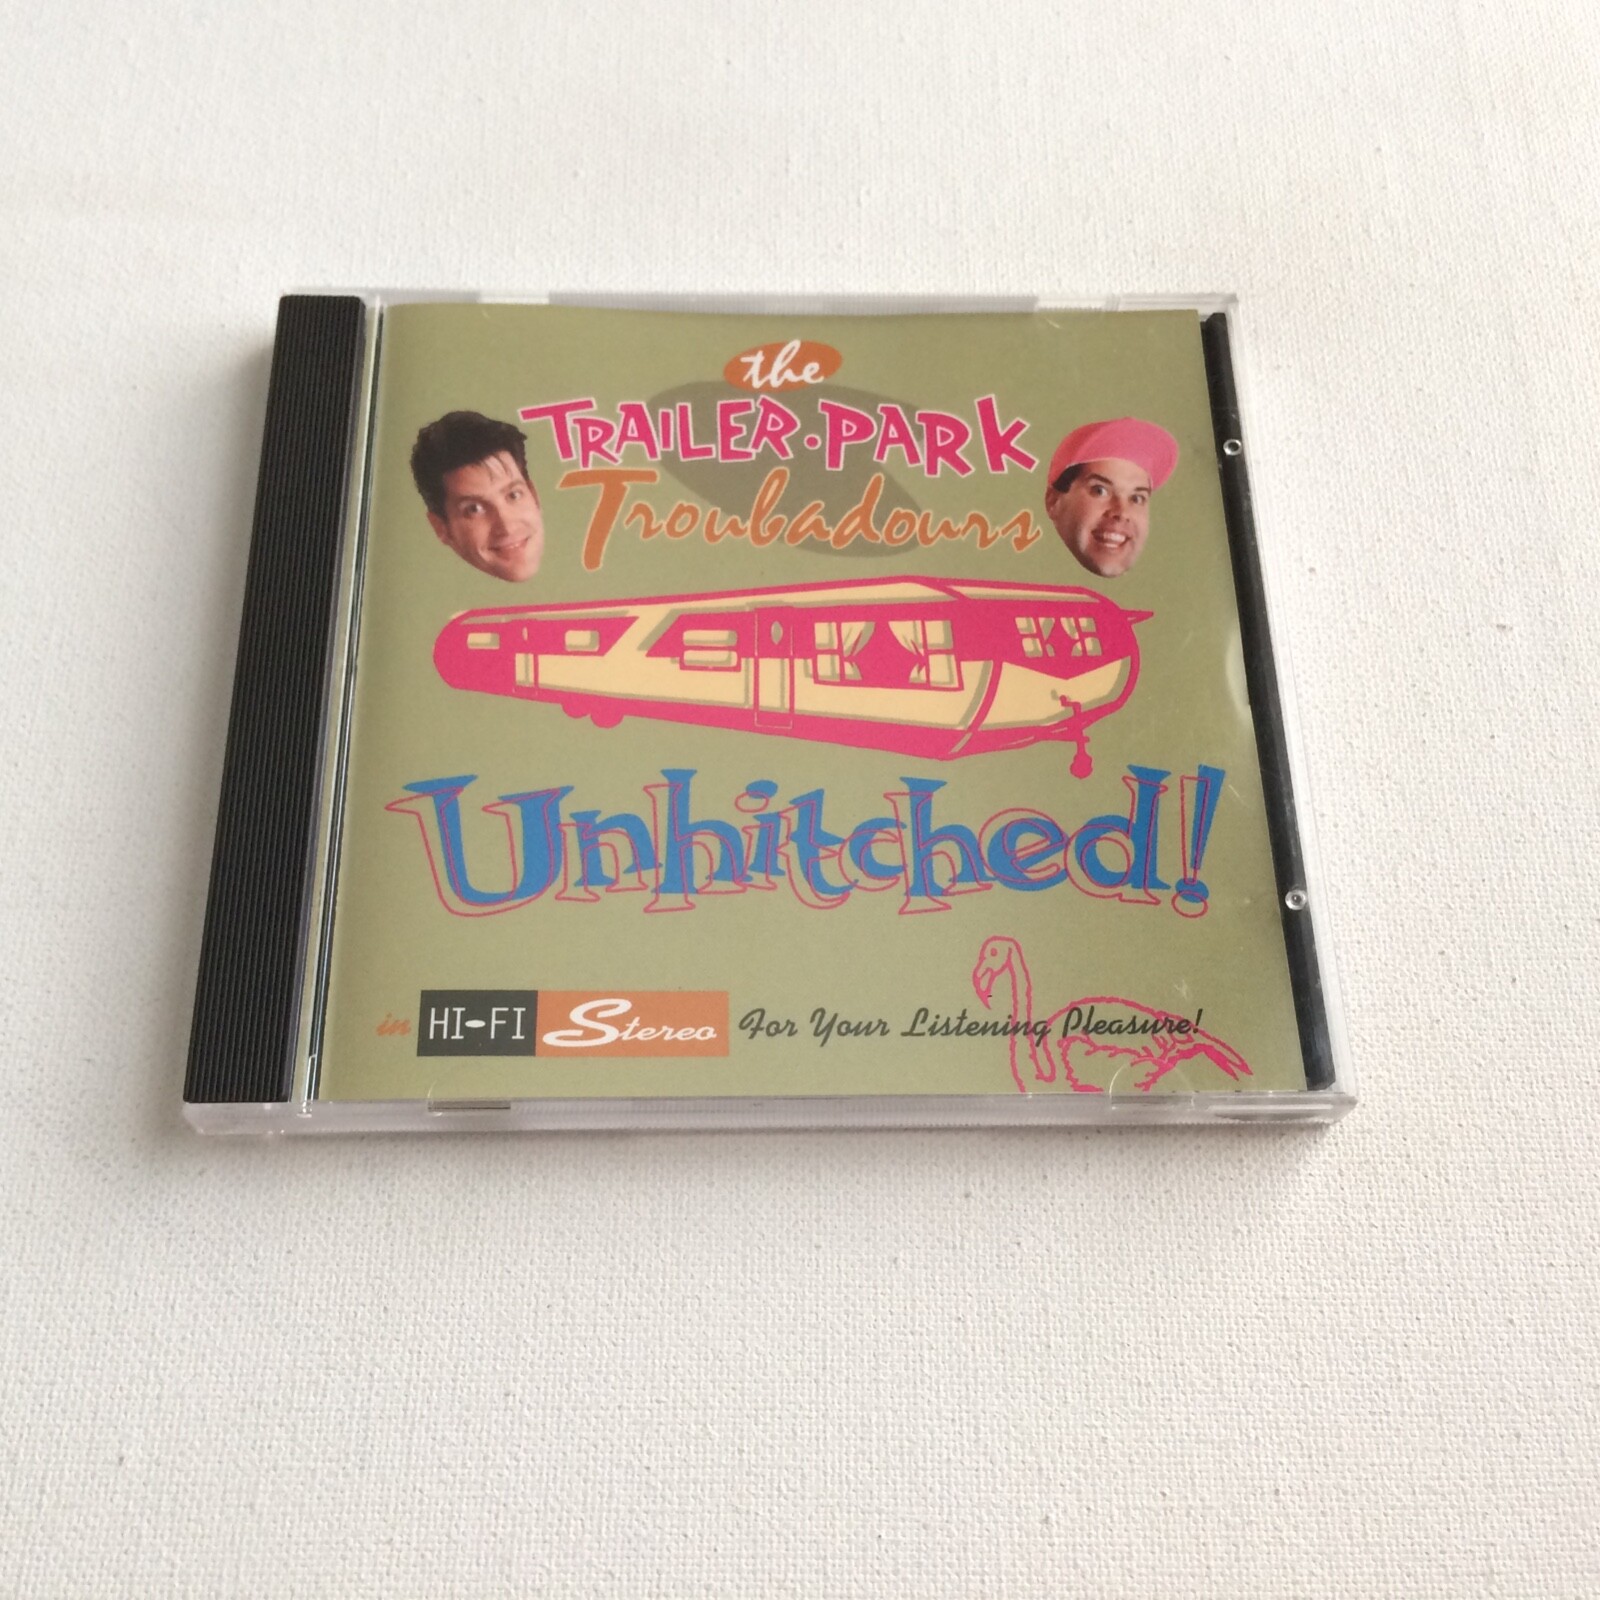 the
TRAILER·PARK
Troubadours
Unhitched!
in HI-FI Stereo For Your Listening Pleasure!